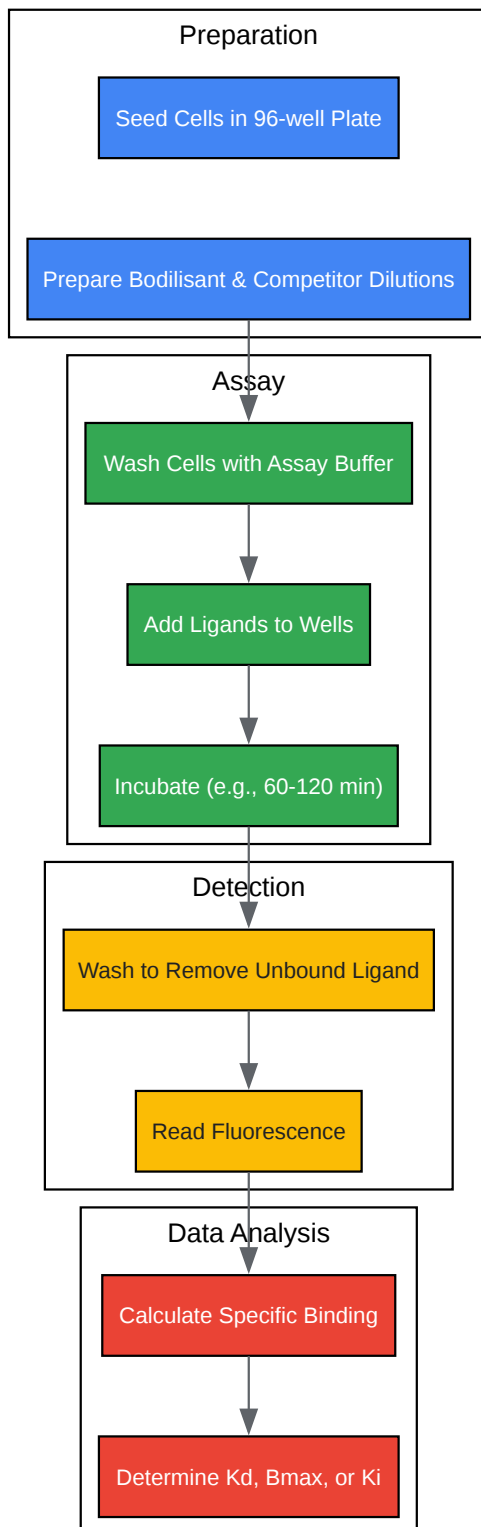 Preparation
Seed Cells in 96-well Plate
Prepare Bodilisant & Competitor Dilutions
Assay
Wash Cells with Assay Buffer
Add Ligands to Wells
Incubate (e.g., 60-120 min)
Detection
Wash to Remove Unbound Ligand
Read Fluorescence
Data Analysis
Calculate Specific Binding
Determine Kd, Bmax, or Ki